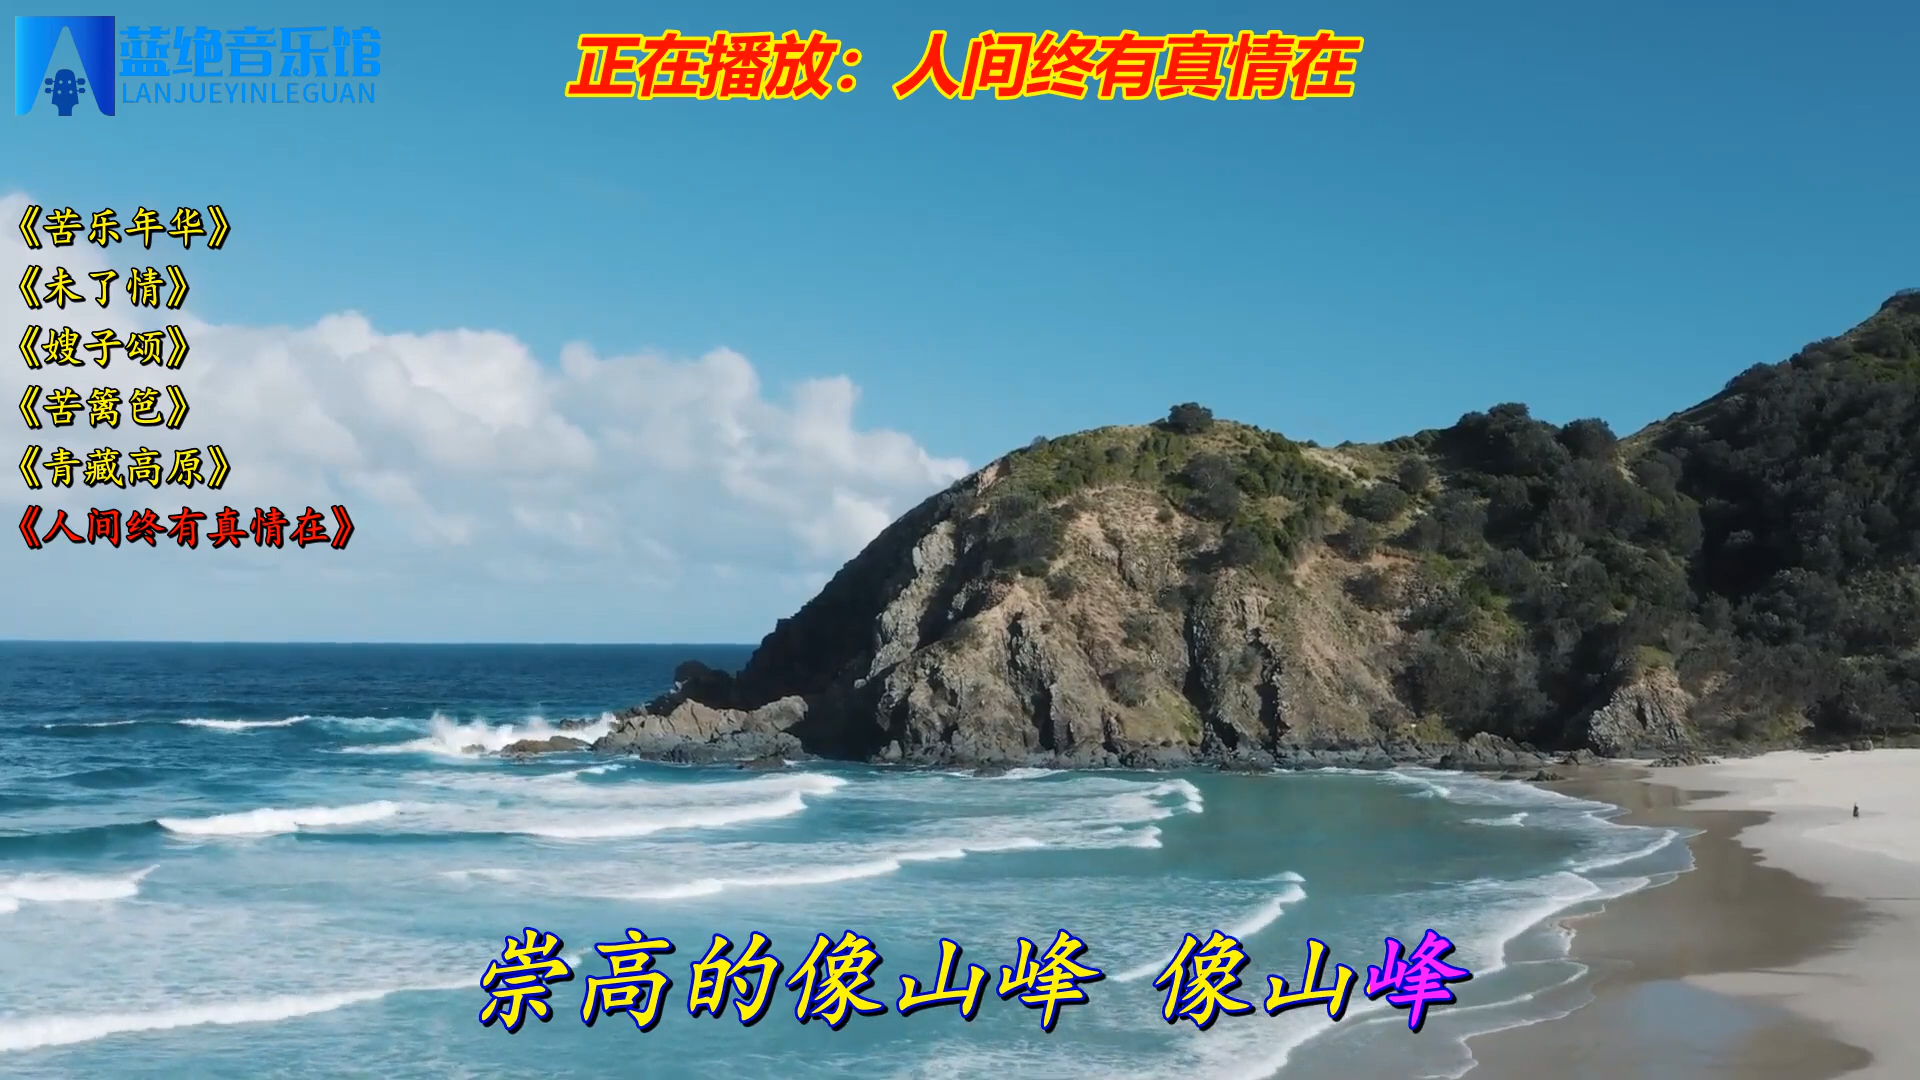 蓝绝音乐馆
LANJUEYINLEGUAN
正在播放：人间终有真情在
《苦乐年华》
《未了情》
《嫂子颂》
《苦篱笆》
《青藏高原》
《人间终有真情在》
崇高的像山峰 像山峰